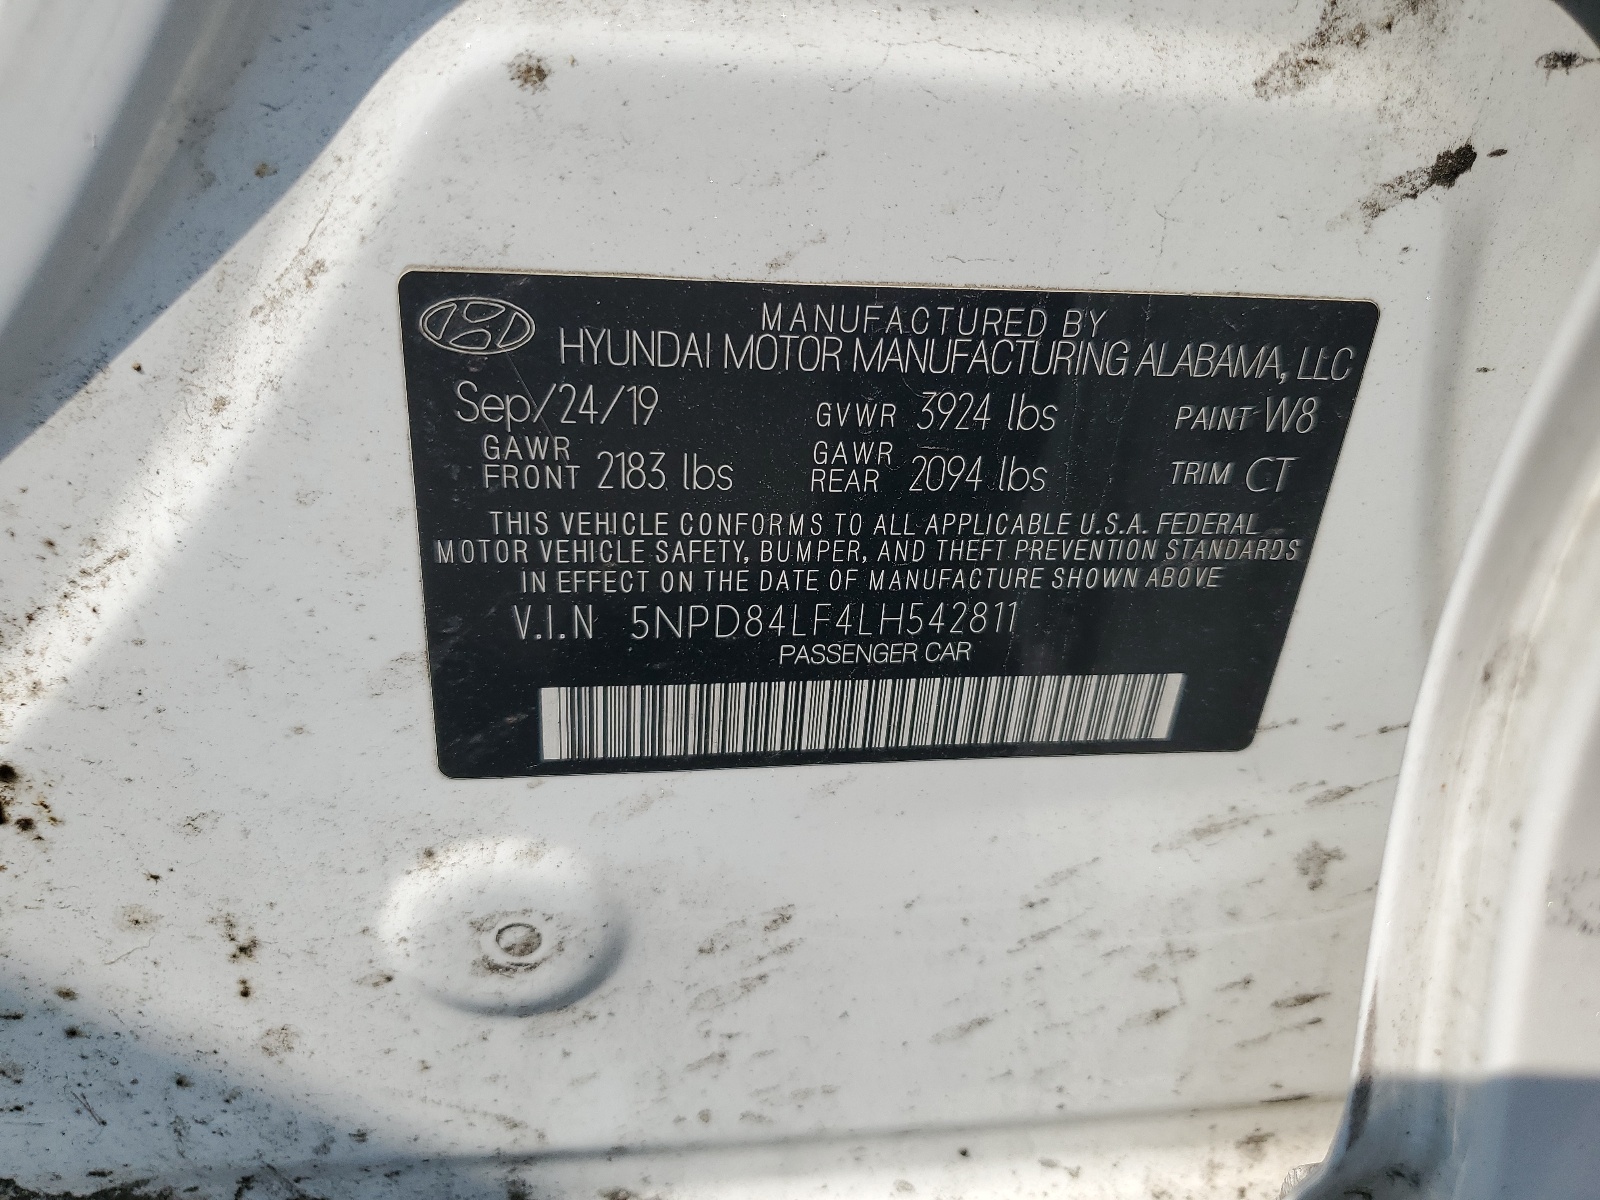 MANUFACTURED BY
HYUNDAI MOTOR MANUFACTURING ALABAMA, LLC
Sep/24/19 GVWR 3924 lbs PAINT W8
GAWR FRONT 2183 lbs GAWR REAR 2094 lbs TRIM CT
THIS VEHICLE CONFORMS TO ALL APPLICABLE U.S.A. FEDERAL
MOTOR VEHICLE SAFETY, BUMPER, AND THEFT PREVENTION STANDARDS
IN EFFECT ON THE DATE OF MANUFACTURE SHOWN ABOVE
V.I.N 5NPD84LF4LH542811
PASSENGER CAR